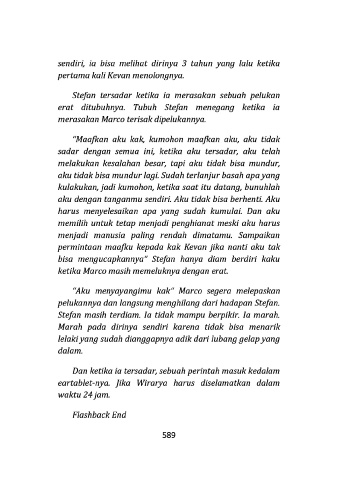 sendiri, ia bisa melihat dirinya 3 tahun yang lalu ketika
pertama kali Kevan menolongnya.
Stefan tersadar ketika ia merasakan sebuah pelukan
erat ditubuhnya. Tubuh Stefan menegang ketika ia
merasakan Marco terisak dipelukannya.
"Maafkan aku kak, kumohon maafkan aku, aku tidak
sadar dengan semua ini, ketika aku tersadar, aku telah
melakukan kesalahan besar, tapi aku tidak bisa mundur,
aku tidak bisa mundur lagi. Sudah terlanjur basah apa yang
kulakukan, jadi kumohon, ketika saat itu datang, bunuhlah
aku dengan tanganmu sendiri. Aku tidak bisa berhenti. Aku
harus menyelesaikan apa yang sudah kumulai. Dan aku
memilih untuk tetap menjadi penghianat meski aku harus
menjadi manusia paling rendah dimatamu. Sampaikan
permintaan maafku kepada kak Kevan jika nanti aku tak
bisa mengucapkannya" Stefan hanya diam berdiri kaku
ketika Marco masih memeluknya dengan erat.
"Aku menyayangimu kak" Marco segera melepaskan
pelukannya dan langsung menghilang dari hadapan Stefan.
Stefan masih terdiam. Ia tidak mampu berpikir. Ia marah.
Marah pada dirinya sendiri karena tidak bisa menarik
lelaki yang sudah dianggapnya adik dari lubang gelap yang
dalam.
Dan ketika ia tersadar, sebuah perintah masuk kedalam
eartablet-nya. Jika Wirarya harus diselamatkan dalam
waktu 24 jam.
Flashback End
589